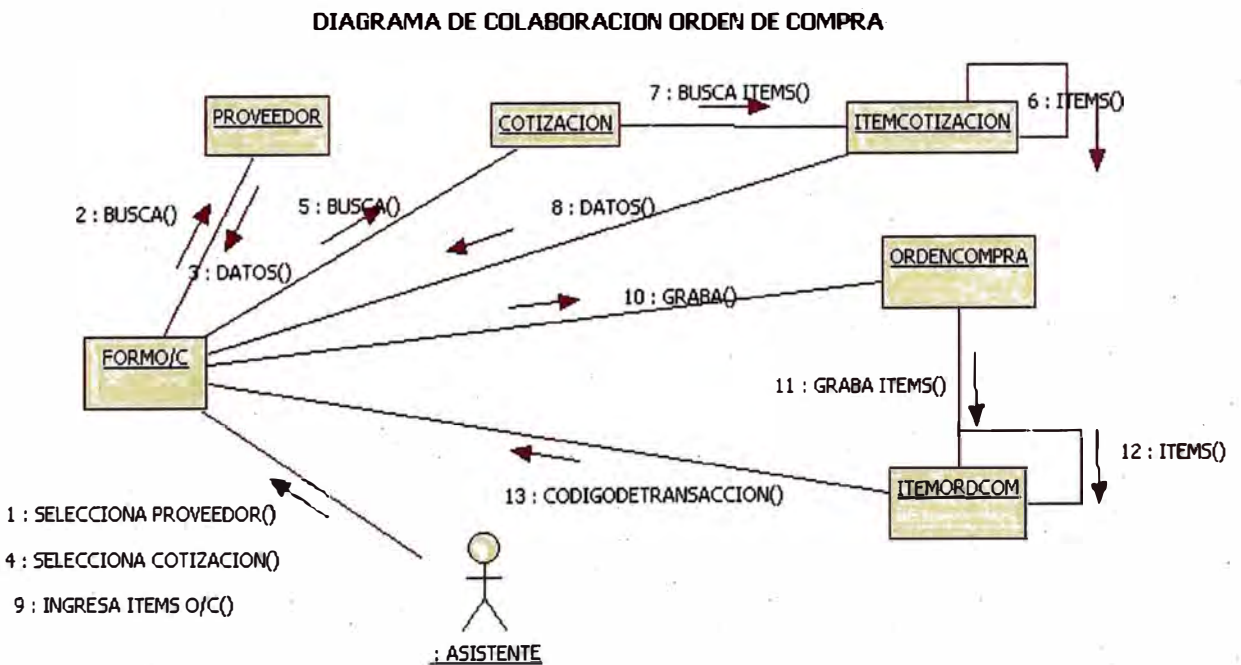 DIAGRAMA DE COLABORACION ORDEN DE COMPRA
7 : BUSCA ITEMS()
6 : ITEMS()
PROVEEDOR
COTIZACION
ITEMCOTIZACION
2 : BUSCA()
5 : BUSCA()
8 : DATOS()
3 : DATOS()
ORDENCOMPRA
10 : GRABA()
FORMO/C
11 : GRABA ITEMS()
12 : ITEMS()
ITEMORDCOM
13 : CODIGODETRANSACCION()
1 : SELECCIONA PROVEEDOR()
4 : SELECCIONA COTIZACION()
9 : INGRESA ITEMS O/C()
: ASISTENTE